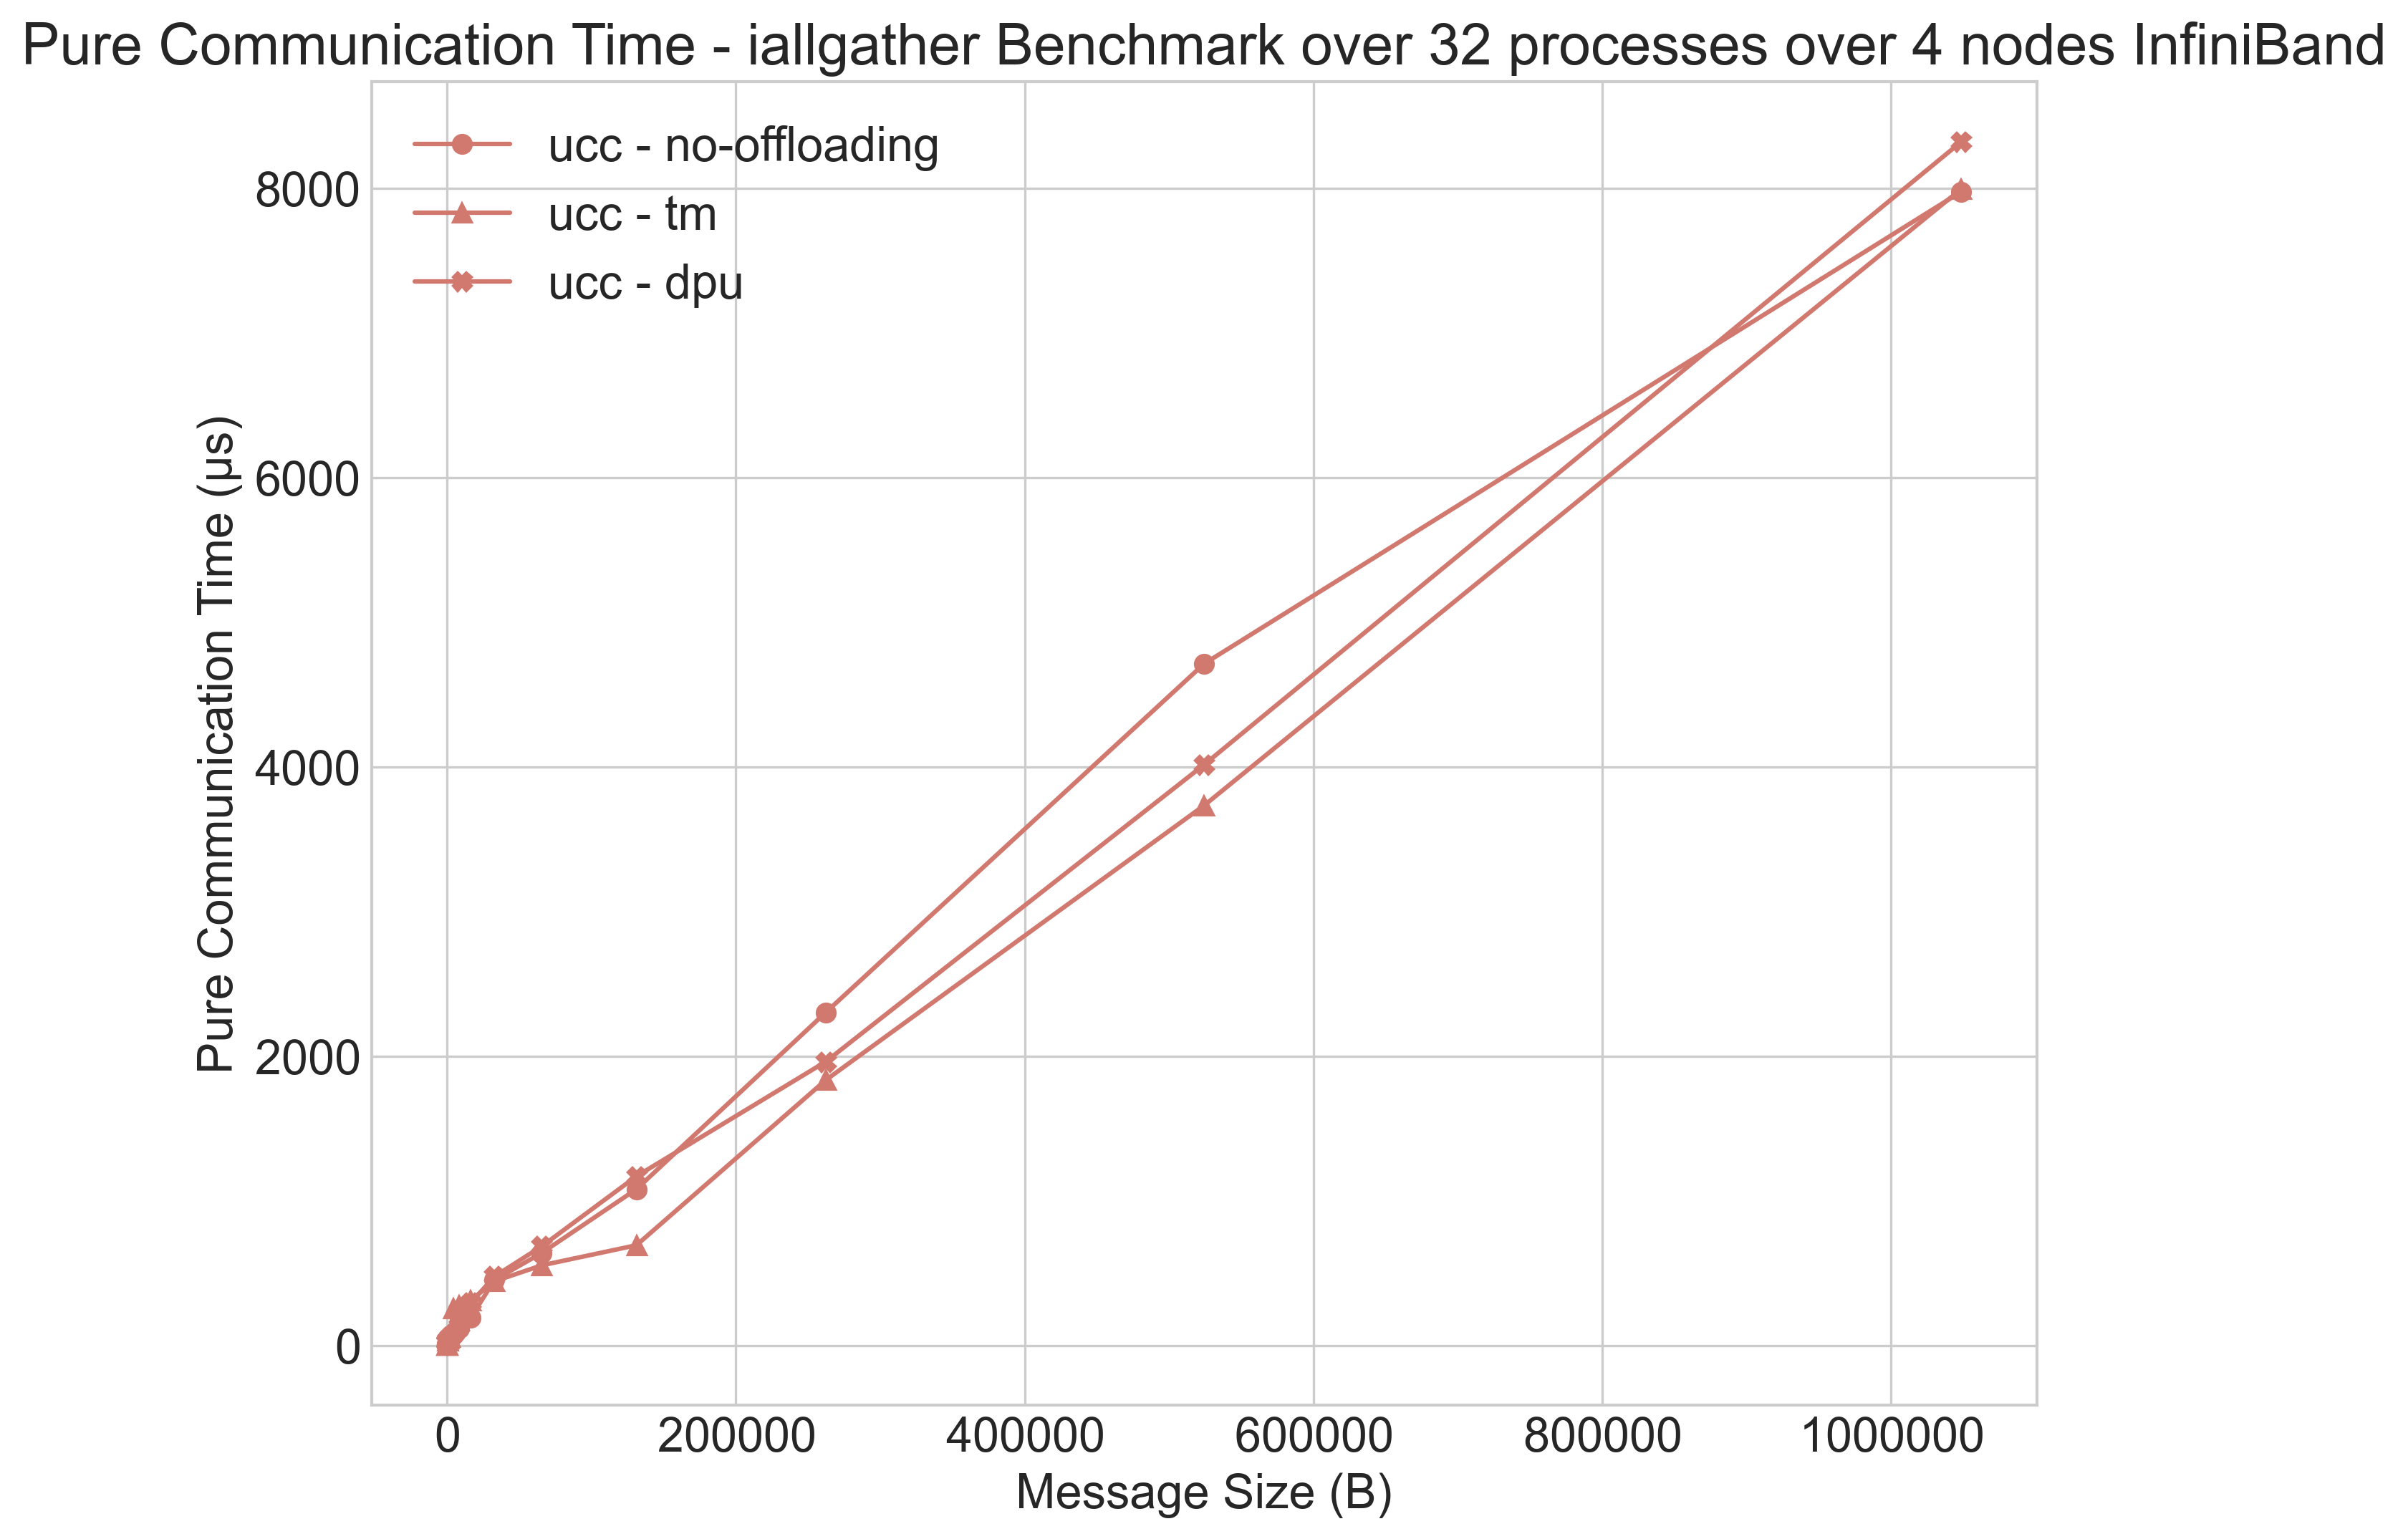 Pure Communication Time - iallgather Benchmark over 32 processes over 4 nodes InfiniBand
ucc - no-offloading
ucc - tm
ucc - dpu
Pure Communication Time (µs)
8000
6000
4000
2000
0
0 200000 400000 600000 800000 1000000
Message Size (B)